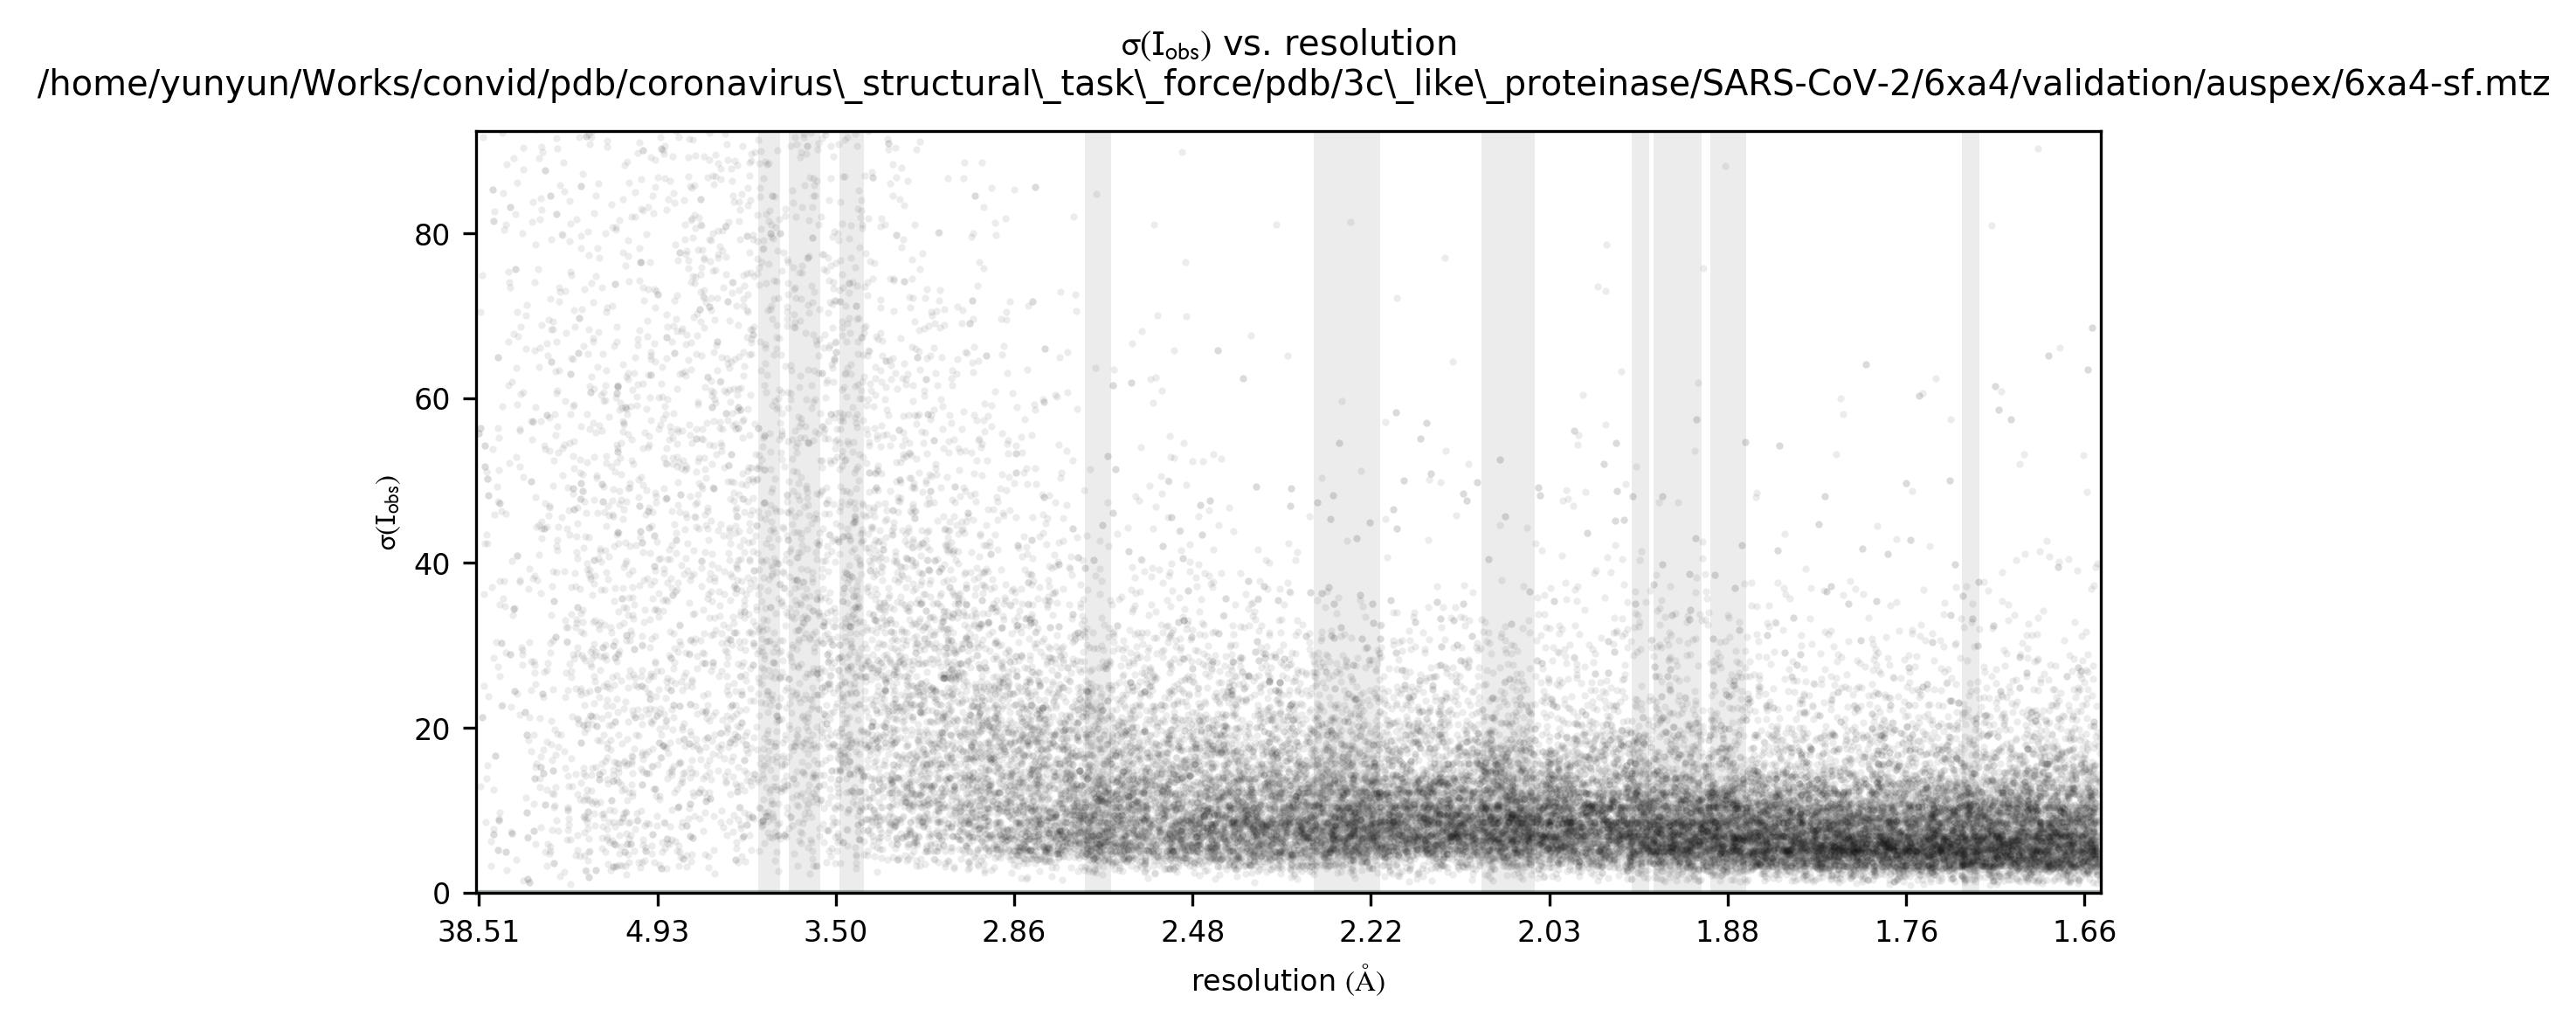 σ(Iobs) vs. resolution
/home/yunyun/Works/convid/pdb/coronavirus\_structural\_task\_force/pdb/3c\_like\_proteinase/SARS-CoV-2/6xa4/validation/auspex/6xa4-sf.mtz
80
60
40
20
0
σ(Iobs)
38.51 4.93 3.50 2.86 2.48 2.22 2.03 1.88 1.76 1.66
resolution (Å)